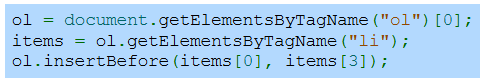 ol = document.getElementsByTagName("ol")[0];
items = ol.getElementsByTagName("li");
ol.insertBefore(items[0], items[3]);